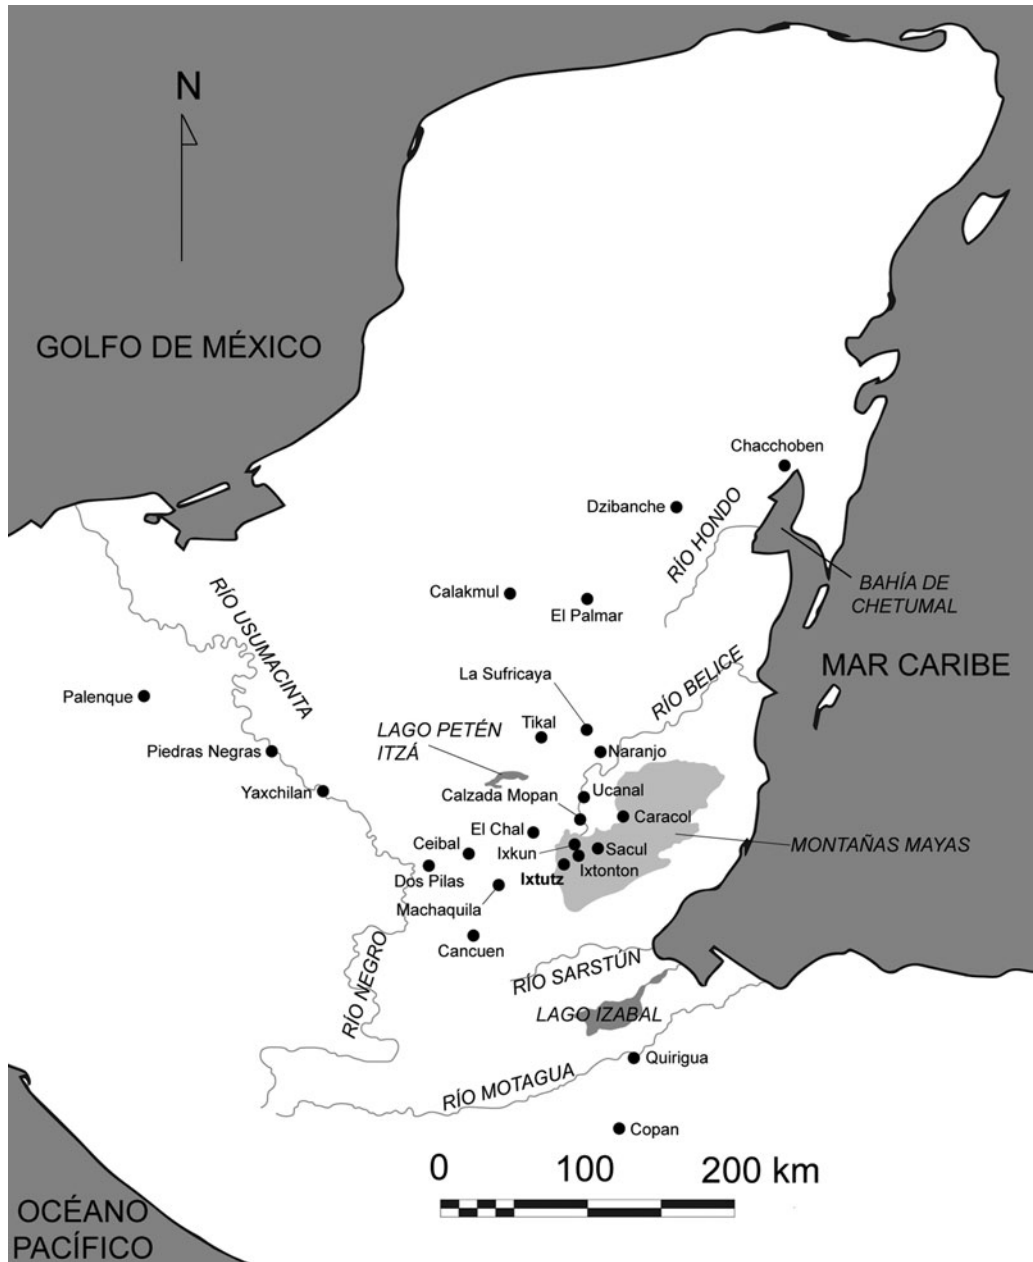 N
GOLFO DE MÉXICO
Chacchoben
Dzibanche
RÍO HONDO
BAHÍA DE
CHETUMAL
Calakmul
El Palmar
RÍO USUMACINTA
MAR CARIBE
La Sufricaya
RÍO BELICE
Palenque
LAGO PETÉN
ITZÁ
Tikal
Piedras Negras
Naranjo
Yaxchilan
Calzada Mopan
Ucanal
Caracol
El Chal
MONTAÑAS MAYAS
Ceibal
Ixkun
Sacul
Ixtonton
Dos Pilas
Ixtutz
Machaquila
Cancuen
RÍO NEGRO
RÍO SARSTÚN
LAGO IZABAL
Quirigua
RÍO MOTAGUA
Copan
0 100 200 km
OCÉANO
PACÍFICO